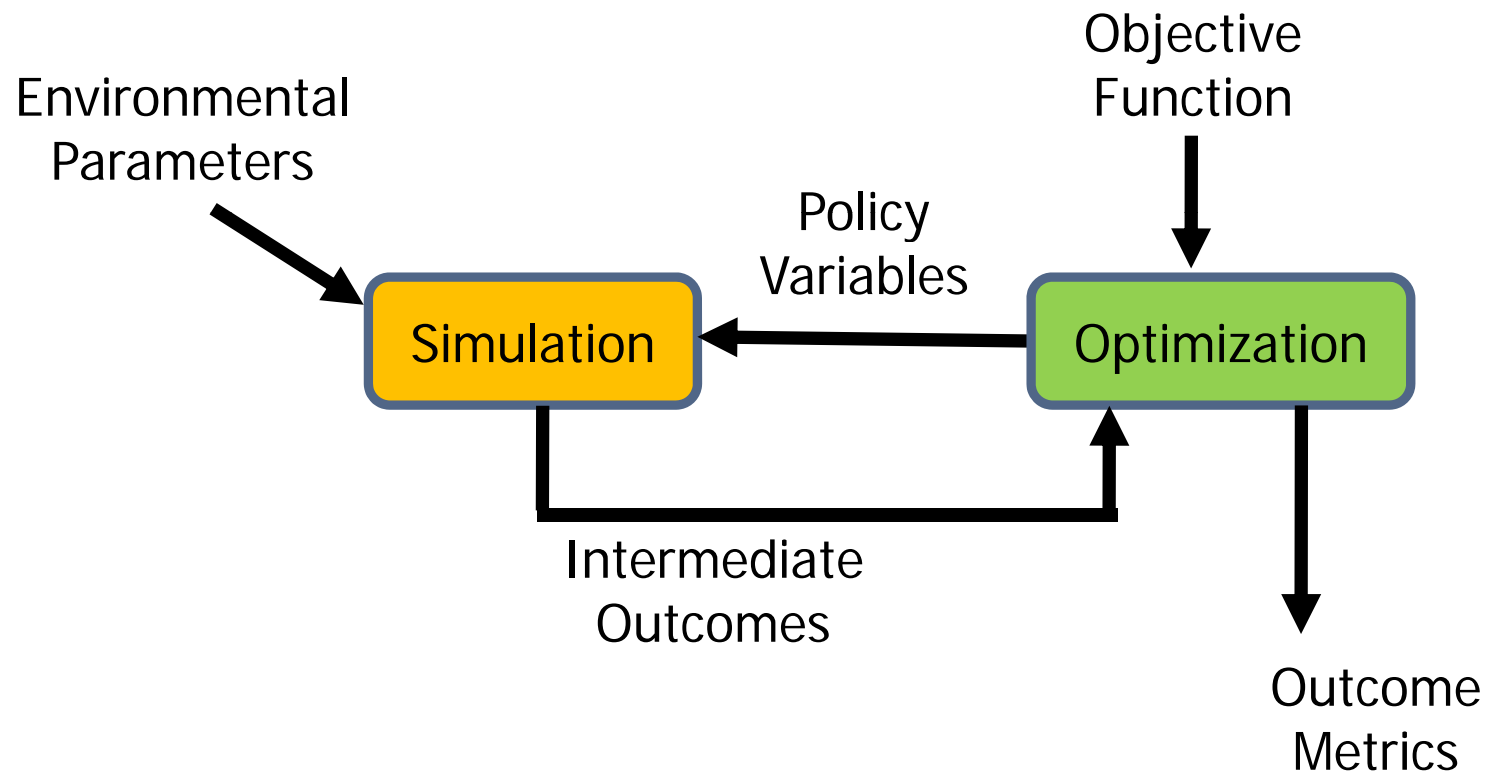 Objective
Function
Environmental
Parameters
Policy
Variables
Simulation
Optimization
Intermediate
Outcomes
Outcome
Metrics